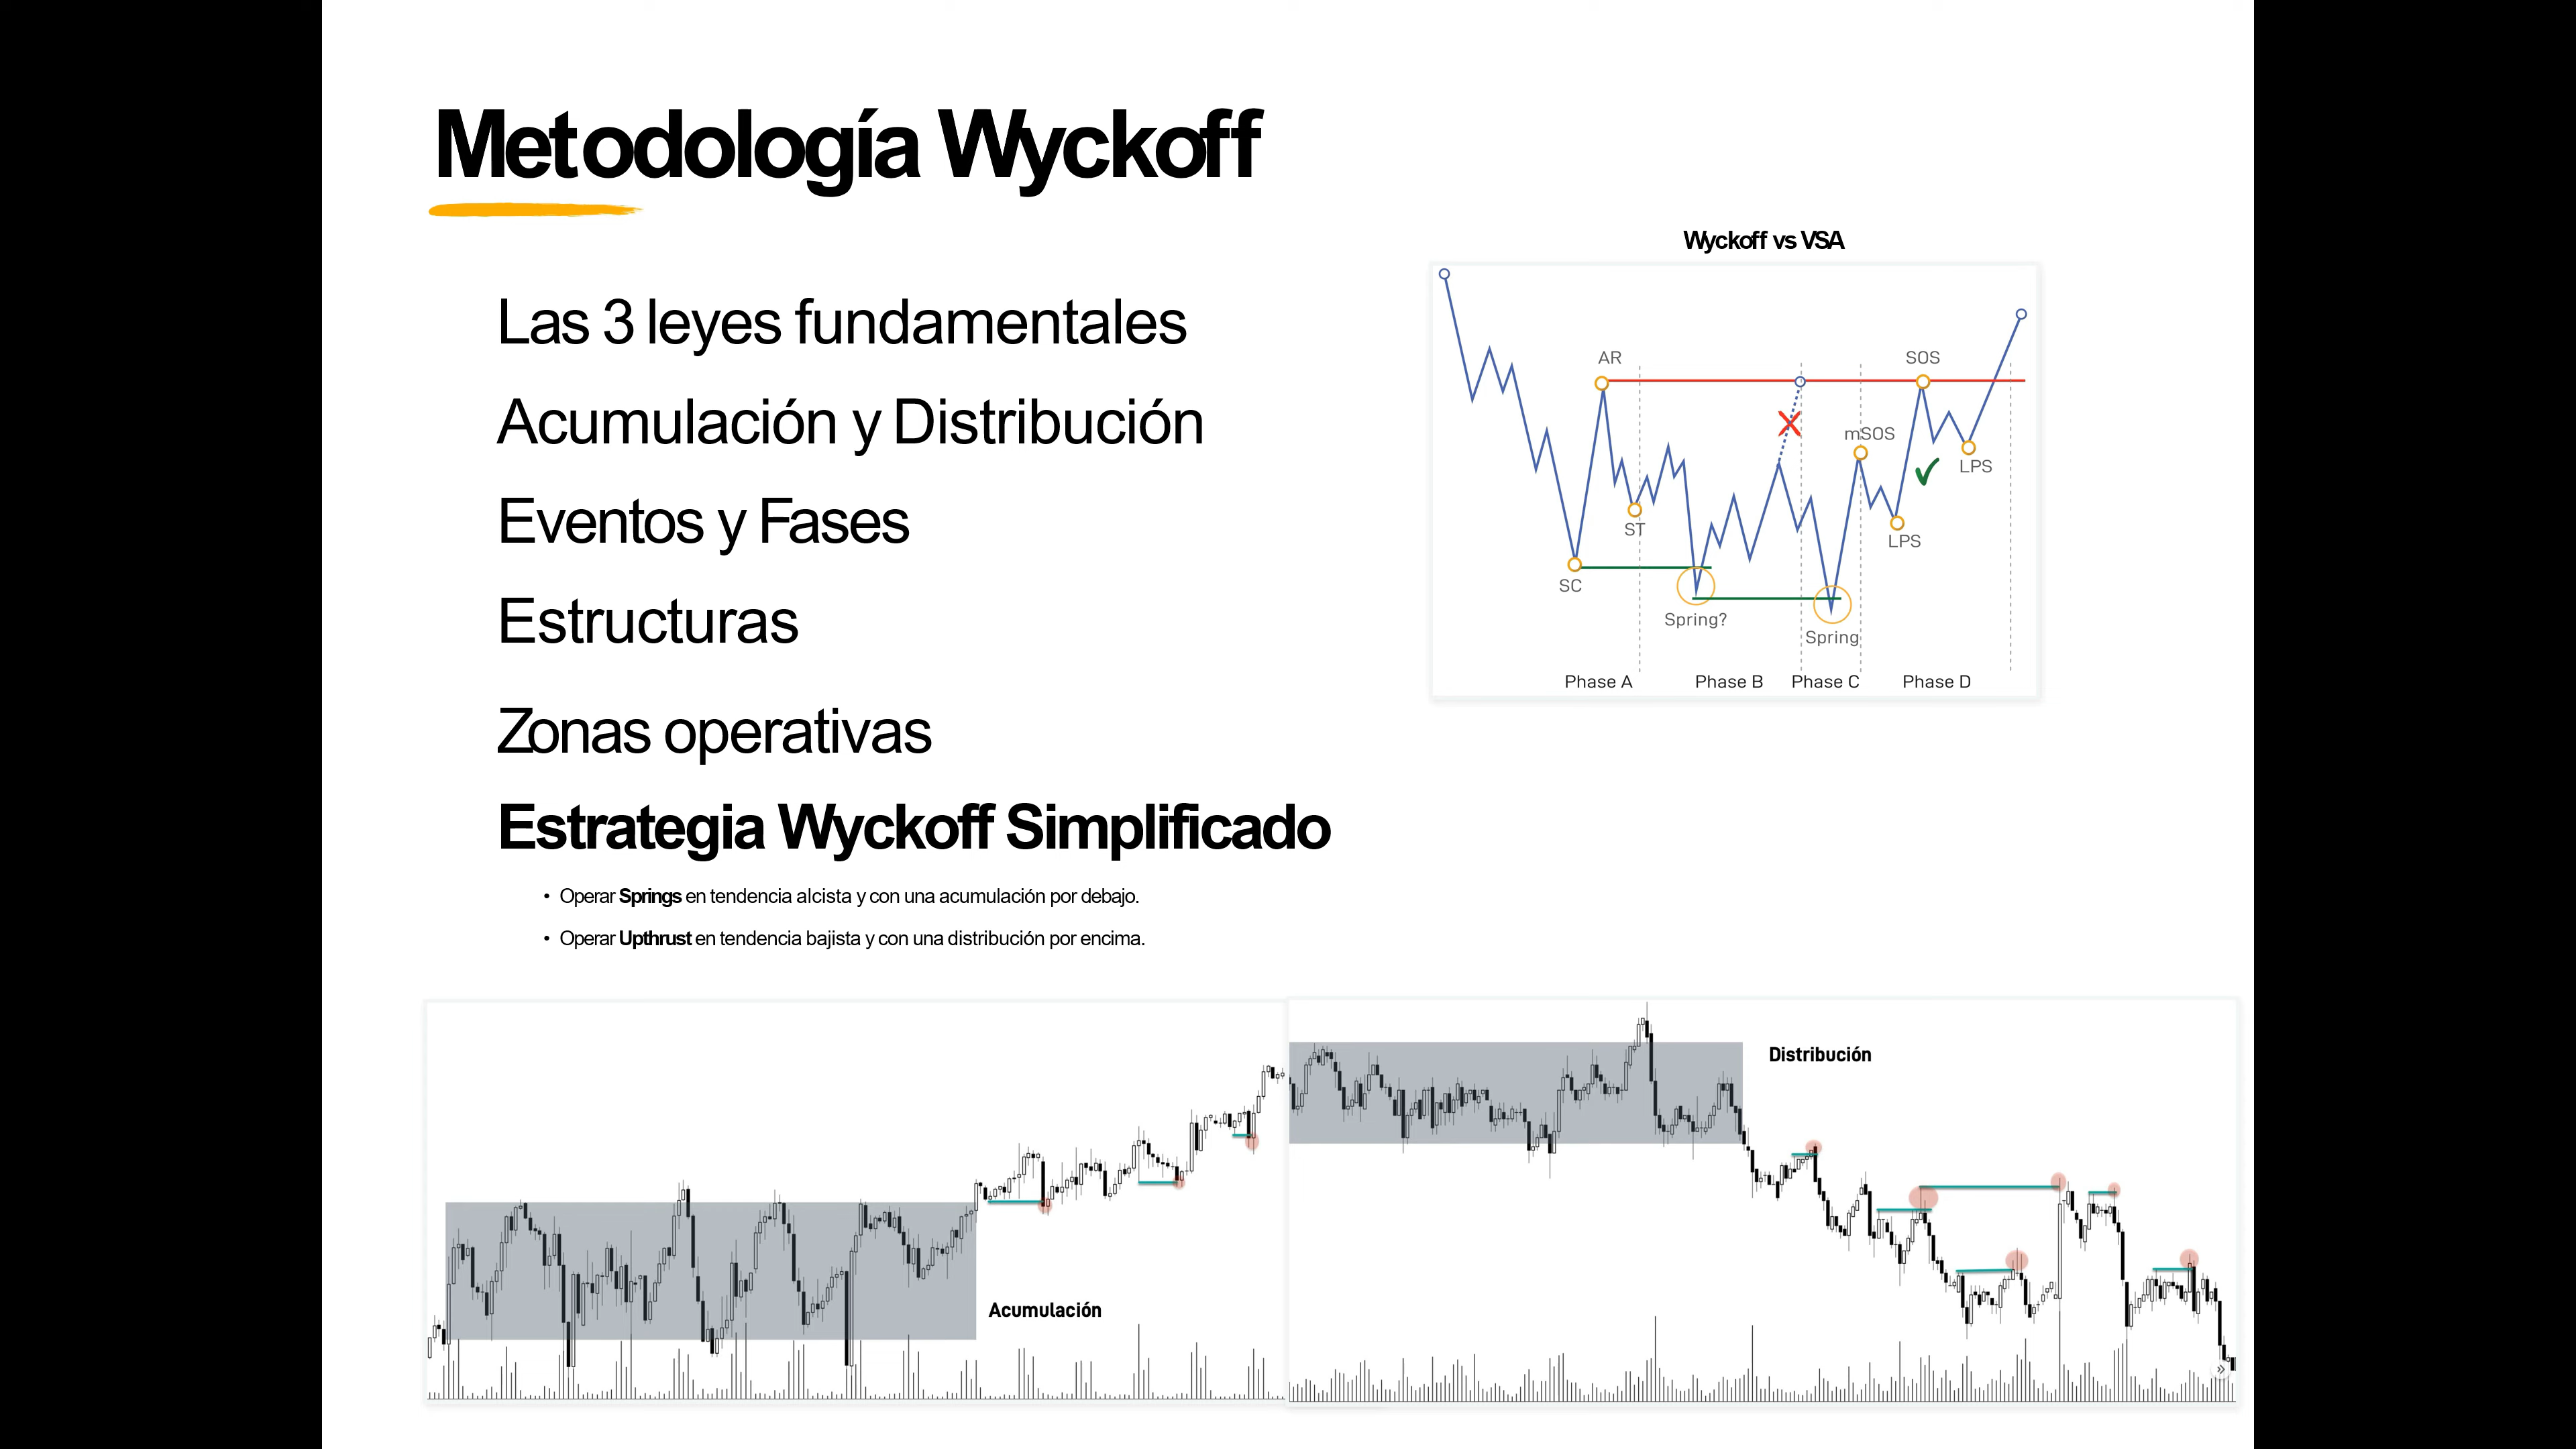 Metodología Wyckoff
Las 3 leyes fundamentales
Acumulación y Distribución
Eventos y Fases
Estructuras
Zonas operativas
Estrategia Wyckoff Simplificado
• Operar Springs en tendencia alcista y con una acumulación por debajo.
• Operar Upthrust en tendencia bajista y con una distribución por encima.
Wyckoff vs VSA
AR
SOS
mSOS
LPS
ST
LPS
SC
Spring?
Spring
Phase A
Phase B
Phase C
Phase D
Acumulación
Distribución